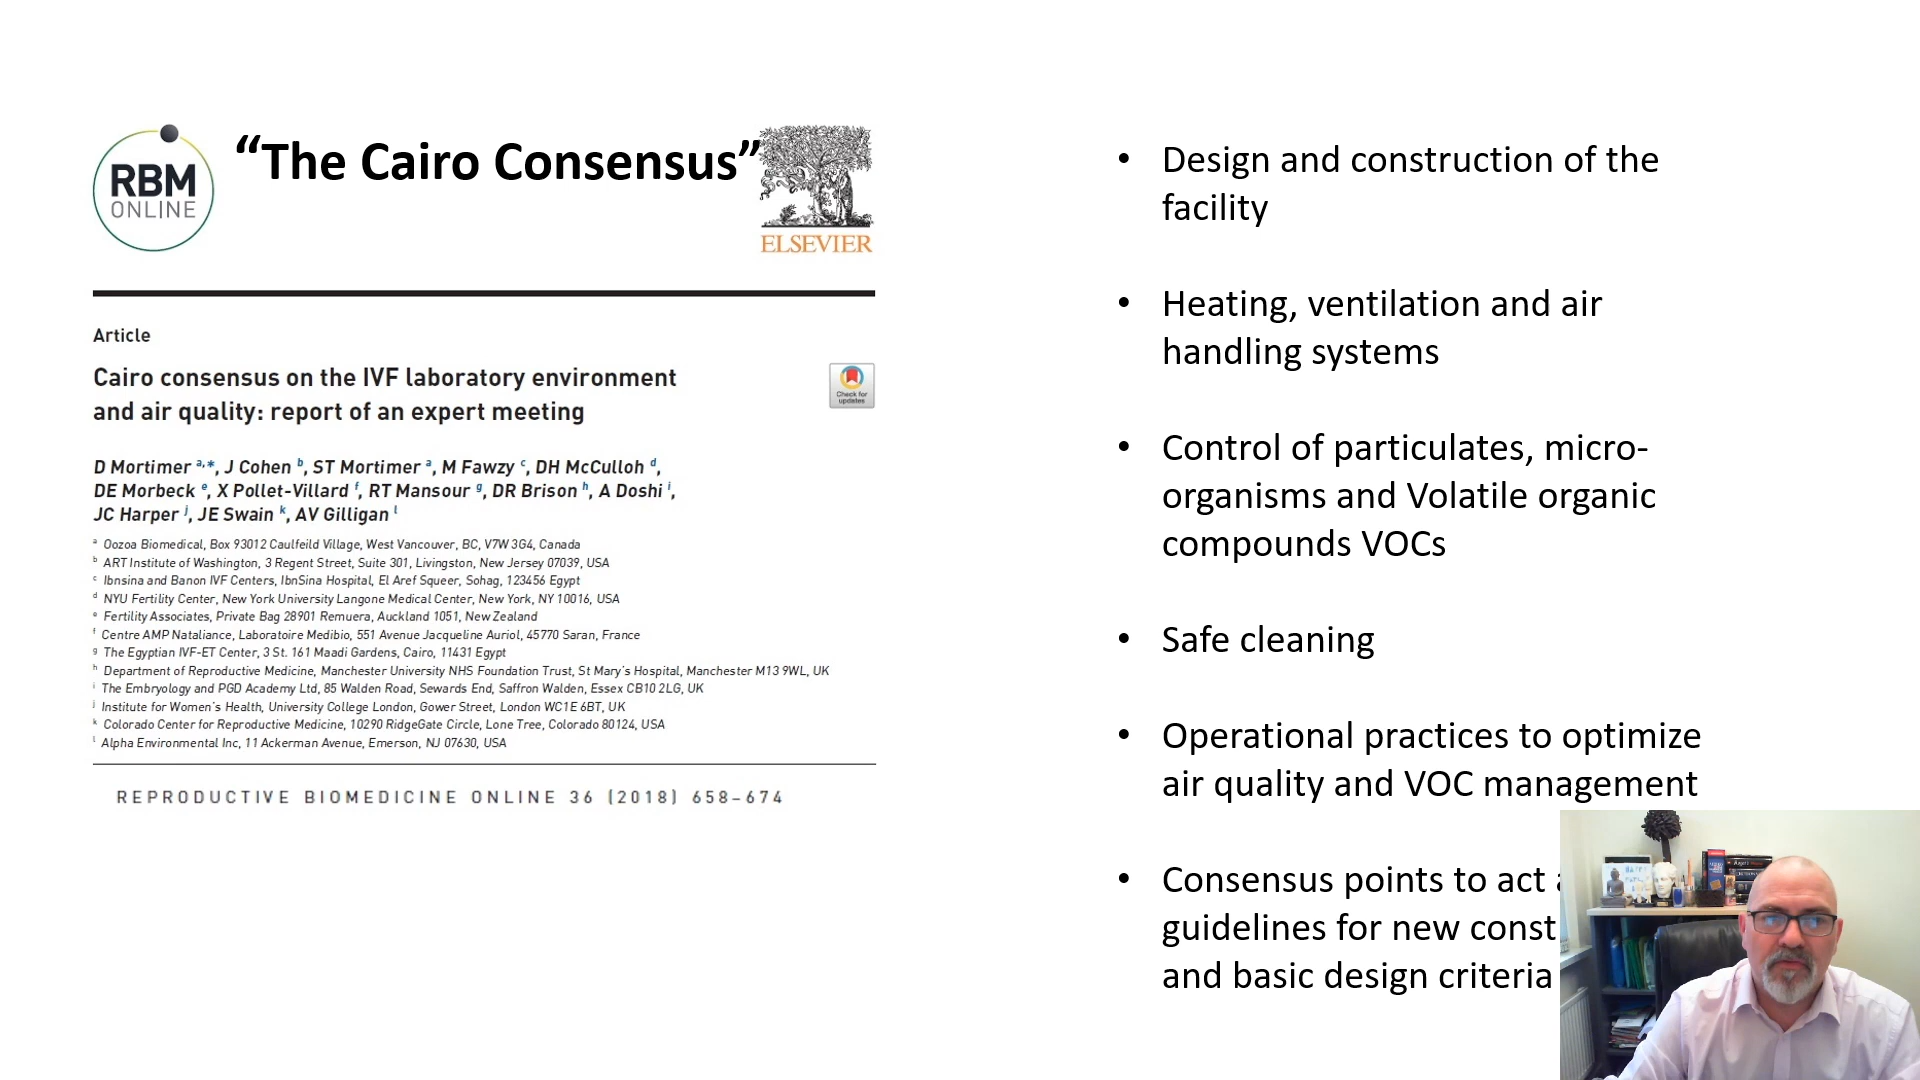 RBM
ONLINE
“The Cairo Consensus”
ELSEVIER
Article
Check for
updates
Cairo consensus on the IVF laboratory environment
and air quality: report of an expert meeting
D Mortimer a,*, J Cohen b, ST Mortimer a, M Fawzy c, DH McCulloh d,
DE Morbeck e, X Pollet-Villard f, RT Mansour g, DR Brison h, A Doshi i,
JC Harper j, JE Swain k, AV Gilligan l
a Oozoa Biomedical, Box 93012 Caulfeild Village, West Vancouver, BC, V7W 3G4, Canada
b ART Institute of Washington, 3 Regent Street, Suite 301, Livingston, New Jersey 07039, USA
c Ibnsina and Banon IVF Centers, IbnSina Hospital, El Aref Squeer, Sohag, 123456 Egypt
d NYU Fertility Center, New York University Langone Medical Center, New York, NY 10016, USA
e Fertility Associates, Private Bag 28901 Remuera, Auckland 1051, New Zealand
f Centre AMP Nataliance, Laboratoire Medibio, 551 Avenue Jacqueline Auriol, 45770 Saran, France
g The Egyptian IVF-ET Center, 3 St. 161 Maadi Gardens, Cairo, 11431 Egypt
h Department of Reproductive Medicine, Manchester University NHS Foundation Trust, St Mary's Hospital, Manchester M13 9WL, UK
i The Embryology and PGD Academy Ltd, 85 Walden Road, Sewards End, Saffron Walden, Essex CB10 2LG, UK
j Institute for Women's Health, University College London, Gower Street, London WC1E 6BT, UK
k Colorado Center for Reproductive Medicine, 10290 RidgeGate Circle, Lone Tree, Colorado 80124, USA
l Alpha Environmental Inc, 11 Ackerman Avenue, Emerson, NJ 07630, USA
REPRODUCTIVE BIOMEDICINE ONLINE 36 (2018) 658–674
• Design and construction of the
facility
• Heating, ventilation and air
handling systems
• Control of particulates, micro-
organisms and Volatile organic
compounds VOCs
• Safe cleaning
• Operational practices to optimize
air quality and VOC management
• Consensus points to act
guidelines for new const
and basic design criteria